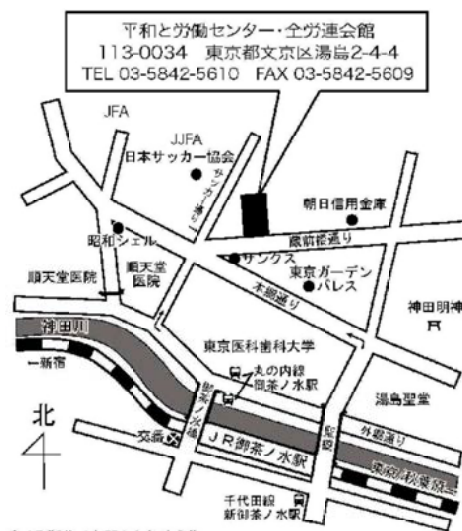 平和と労働センター・全労連会館
113-0034 東京都文京区湯島2-4-4
TEL 03-5842-5610 FAX 03-5842-5609
JFA
JJFA
日本サッカー協会
サッカー通り
朝日信用金庫
昭和シェル
蔵前橋通り
サンクス
順天堂医院
順天堂
医院
本郷通り
東京ガーデン
パレス
神田明神
神田川
←新宿
東京医科歯科大学
丸の内線
御茶ノ水駅
湯島聖堂
御茶ノ水橋
聖橋
外堀通り
北
交番
JR御茶ノ水駅
東京 秋葉原→
千代田線
新御茶ノ水駅